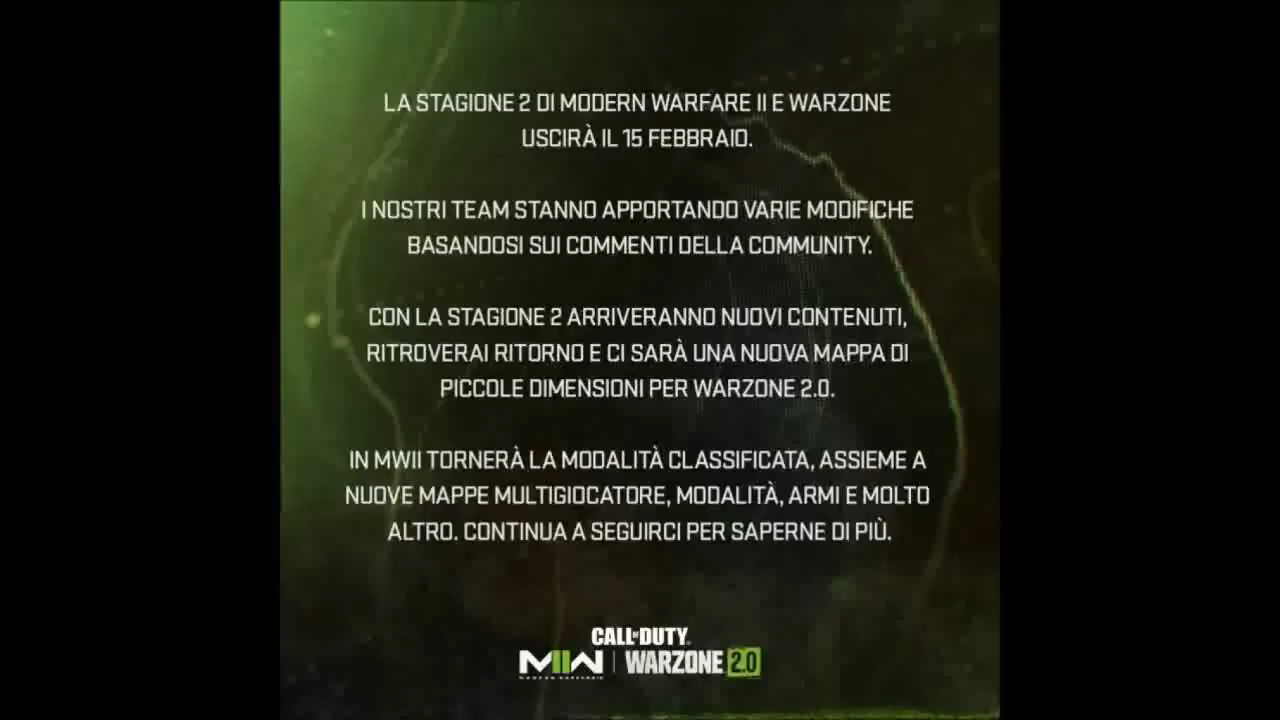 LA STAGIONE 2 DI MODERN WARFARE II E WARZONE
USCIRÀ IL 15 FEBBRAIO.
I NOSTRI TEAM STANNO APPORTANDO VARIE MODIFICHE
BASANDOSI SUI COMMENTI DELLA COMMUNITY.
CON LA STAGIONE 2 ARRIVERANNO NUOVI CONTENUTI,
RITROVERAI RITORNO E CI SARÀ UNA NUOVA MAPPA DI
PICCOLE DIMENSIONI PER WARZONE 2.0.
IN MWII TORNERÀ LA MODALITÀ CLASSIFICATA, ASSIEME A
NUOVE MAPPE MULTIGIOCATORE, MODALITÀ, ARMI E MOLTO
ALTRO. CONTINUA A SEGUIRCI PER SAPERNE DI PIÙ.
CALL OF DUTY
MIIW | WARZONE 2.0
MODERN WARFARE